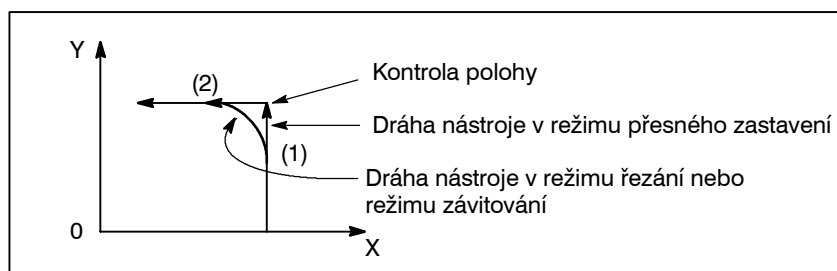 Y
(2)
Kontrola polohy
Dráha nástroje v režimu přesného zastavení
(1)
Dráha nástroje v režimu řezání nebo
režimu závitování
0
X